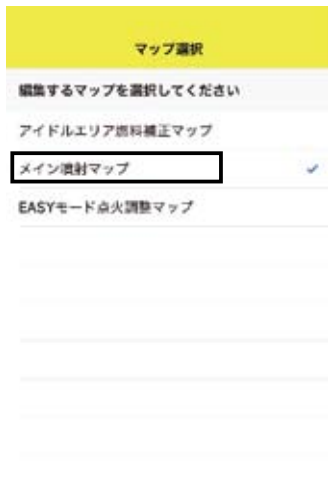 マップ選択
編集するマップを選択してください
アイドルエリア燃料補正マップ
メイン噴射マップ
EASYモード点火調整マップ